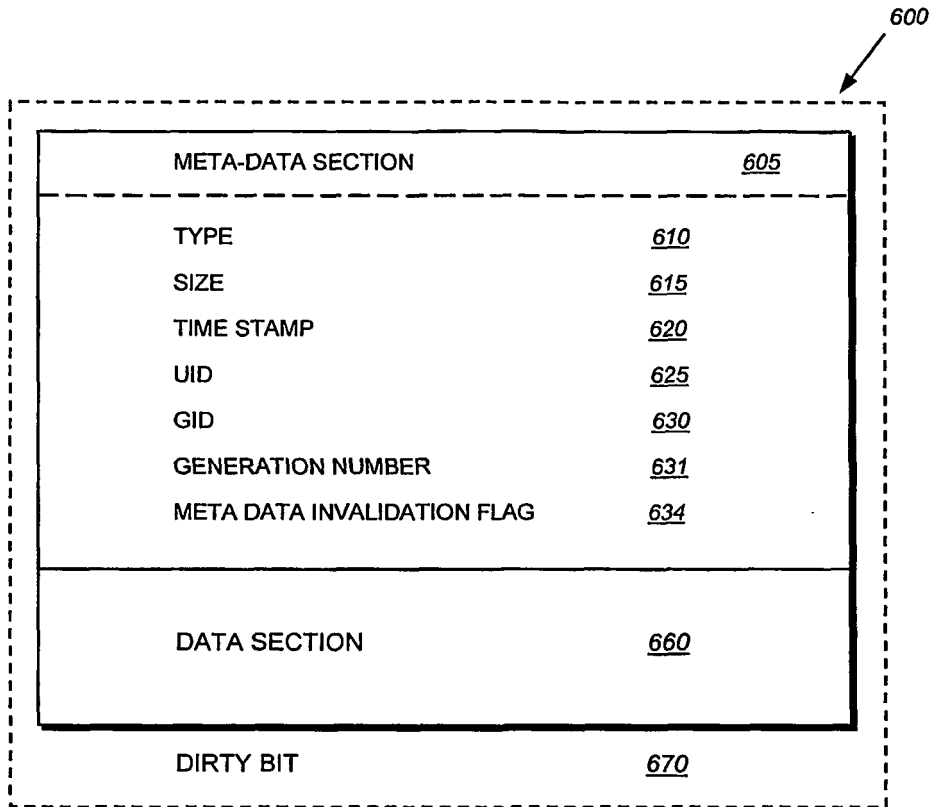 600
META-DATA SECTION 605
TYPE 610
SIZE 615
TIME STAMP 620
UID 625
GID 630
GENERATION NUMBER 631
META DATA INVALIDATION FLAG 634
DATA SECTION 660
DIRTY BIT 670